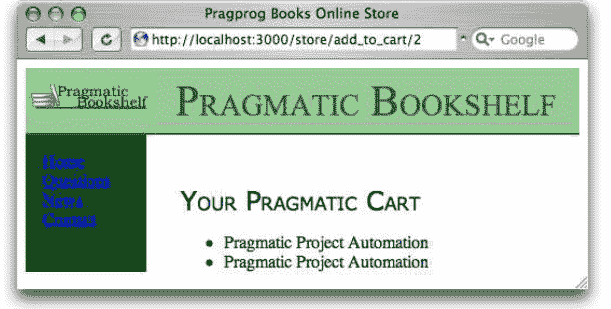 Pragprog Books Online Store
http://localhost:3000/store/add_to_cart/2
Google
Pragmatic
Bookshelf
PRAGMATIC BOOKSHELF
Home
Questions
News
Contact
YOUR PRAGMATIC CART
• Pragmatic Project Automation
• Pragmatic Project Automation